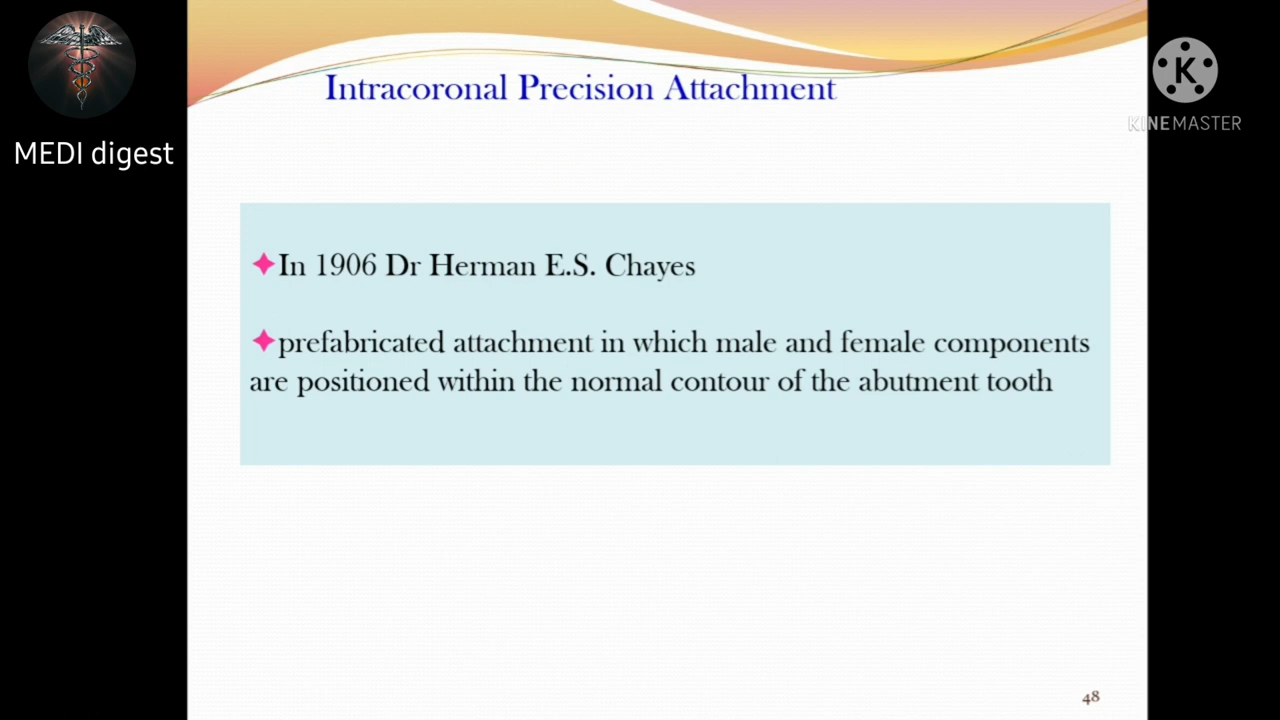 MEDI digest
K
KINEMASTER
Intracoronal Precision Attachment
In 1906 Dr Herman E.S. Chayes
prefabricated attachment in which male and female components
are positioned within the normal contour of the abutment tooth
48